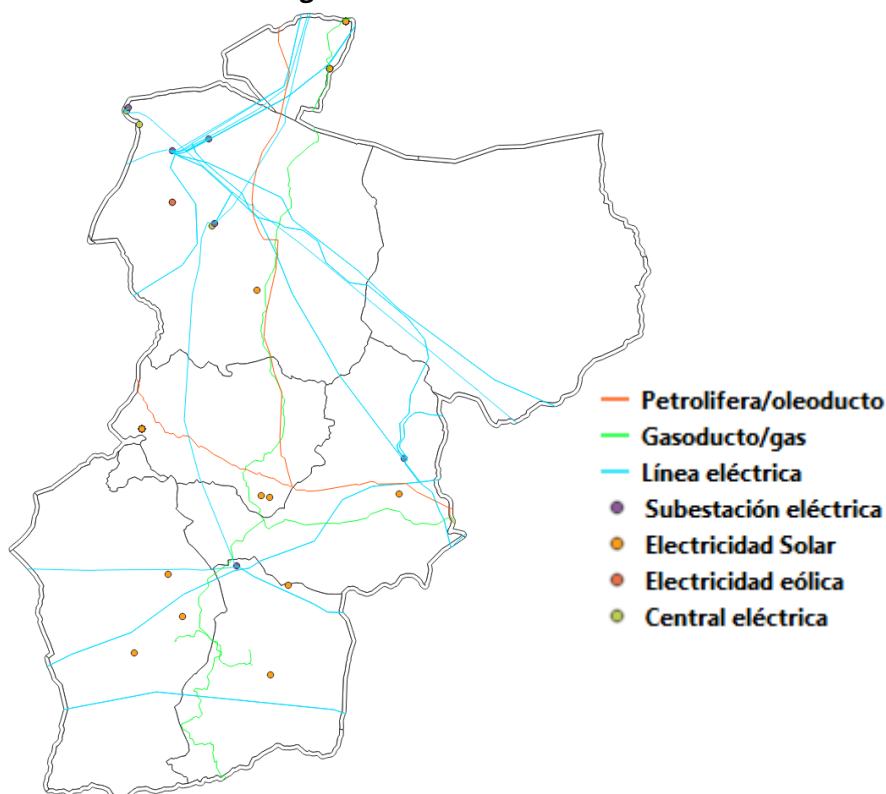 Petrolifera/oleoducto
Gasoducto/gas
Línea eléctrica
Subestación eléctrica
Electricidad Solar
Electricidad eólica
Central eléctrica